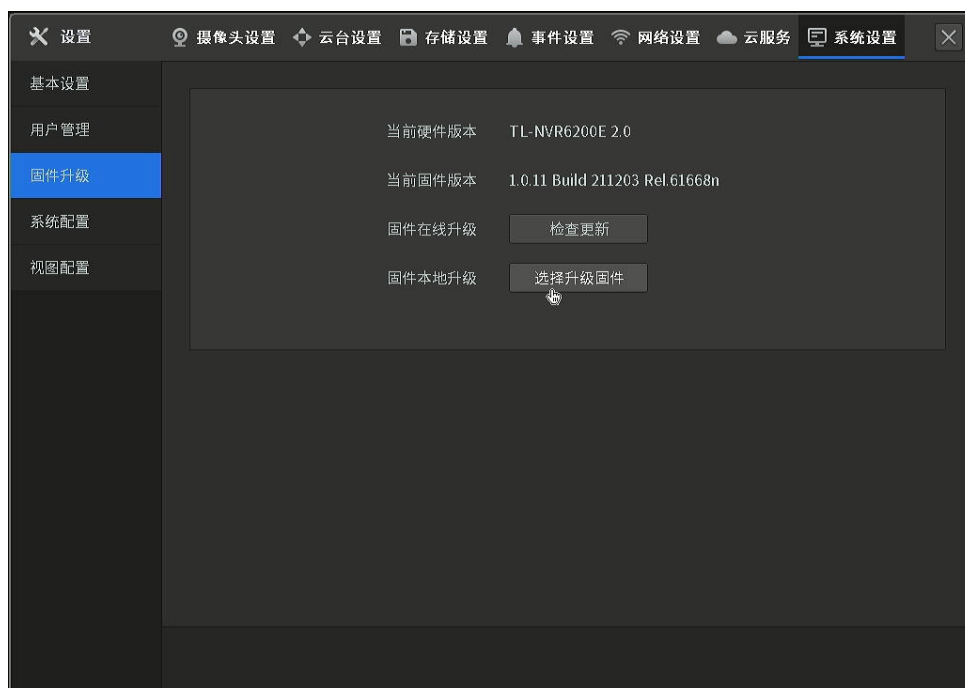 设置 摄像头设置 云台设置 存储设置 事件设置 网络设置 云服务 系统设置
基本设置
用户管理
固件升级
系统配置
视图配置
当前硬件版本 TL-NVR6200E 2.0
当前固件版本 1.0.11 Build 211203 Rel.61668n
固件在线升级 检查更新
固件本地升级 选择升级固件